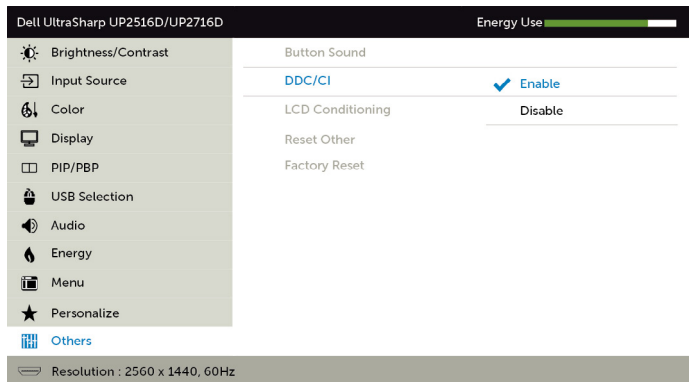 Dell UltraSharp UP2516D/UP2716D Energy Use
Brightness/Contrast Button Sound
Input Source DDC/CI Enable
Color LCD Conditioning Disable
Display Reset Other
PIP/PBP Factory Reset
USB Selection
Audio
Energy
Menu
Personalize
Others
Resolution : 2560 x 1440, 60Hz